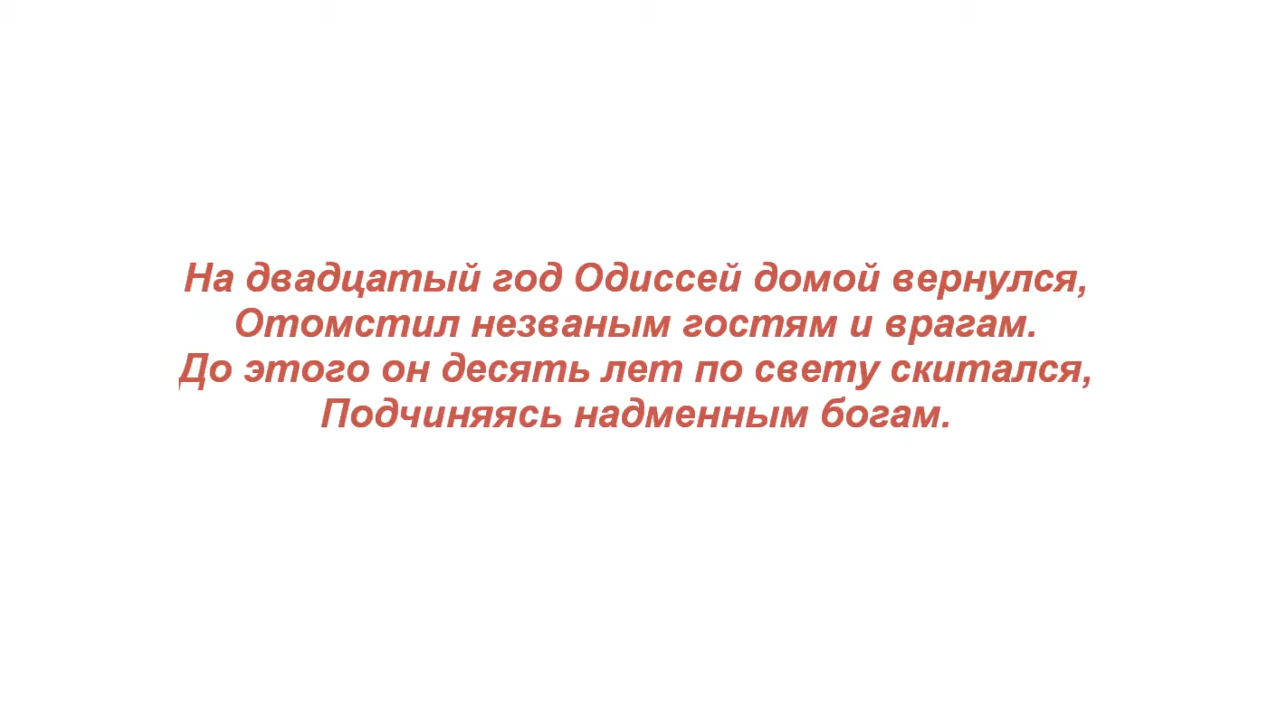 На двадцатый год Одиссей домой вернулся,
Отомстил незваным гостям и врагам.
До этого он десять лет по свету скитался,
Подчиняясь надменным богам.